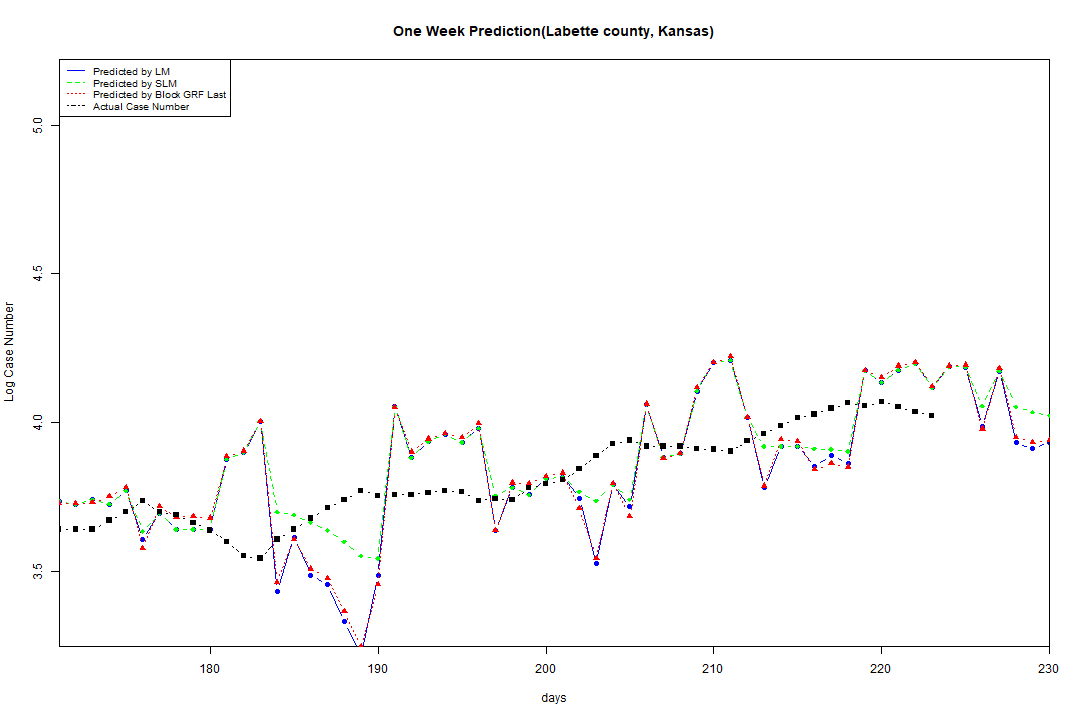 One Week Prediction(Labette county, Kansas)
Predicted by LM
Predicted by SLM
Predicted by Block GRF Last
Actual Case Number
5.0
4.5
4.0
3.5
Log Case Number
180 190 200 210 220 230
days